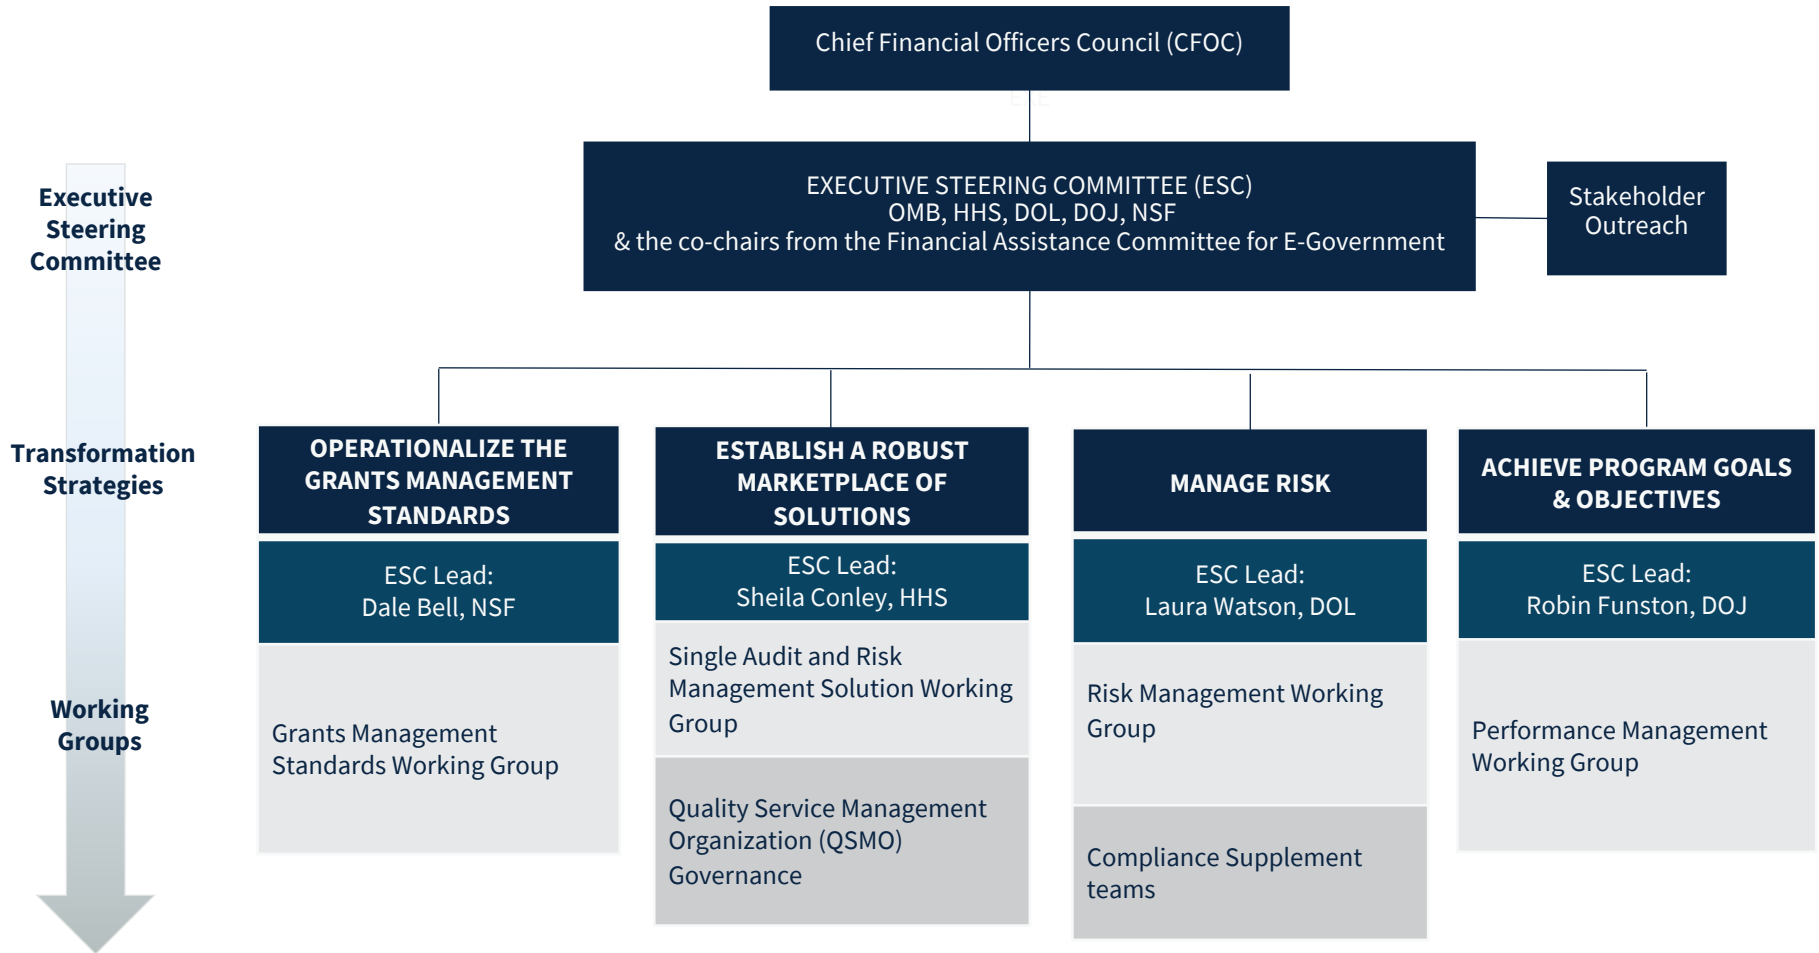 Chief Financial Officers Council (CFOC)
EXECUTIVE STEERING COMMITTEE (ESC)
OMB, HHS, DOL, DOJ, NSF
& the co-chairs from the Financial Assistance Committee for E-Government
Stakeholder
Outreach
Executive
Steering
Committee
Transformation
Strategies
Working
Groups
OPERATIONALIZE THE
GRANTS MANAGEMENT
STANDARDS
ESC Lead:
Dale Bell, NSF
Grants Management
Standards Working Group
ESTABLISH A ROBUST
MARKETPLACE OF
SOLUTIONS
ESC Lead:
Sheila Conley, HHS
Single Audit and Risk
Management Solution Working
Group
Quality Service Management
Organization (QSMO)
Governance
MANAGE RISK
ESC Lead:
Laura Watson, DOL
Risk Management Working
Group
Compliance Supplement
teams
ACHIEVE PROGRAM GOALS
& OBJECTIVES
ESC Lead:
Robin Funston, DOJ
Performance Management
Working Group